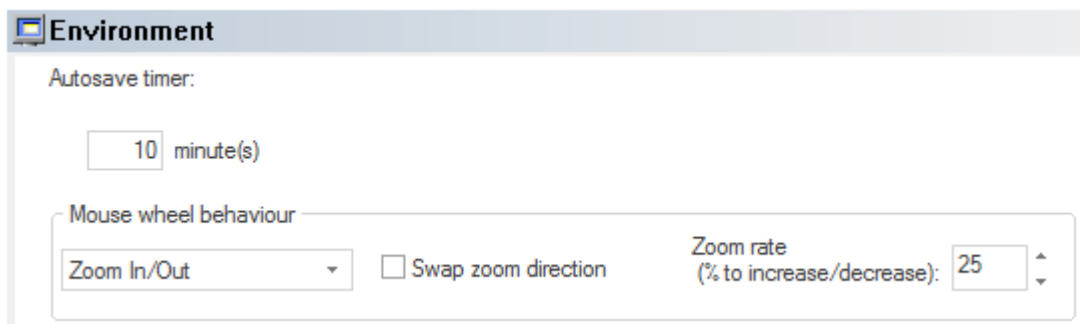 Environment
Autosave timer:
10 minute(s)
Mouse wheel behaviour
Zoom In/Out
Swap zoom direction
Zoom rate
(% to increase/decrease):
25